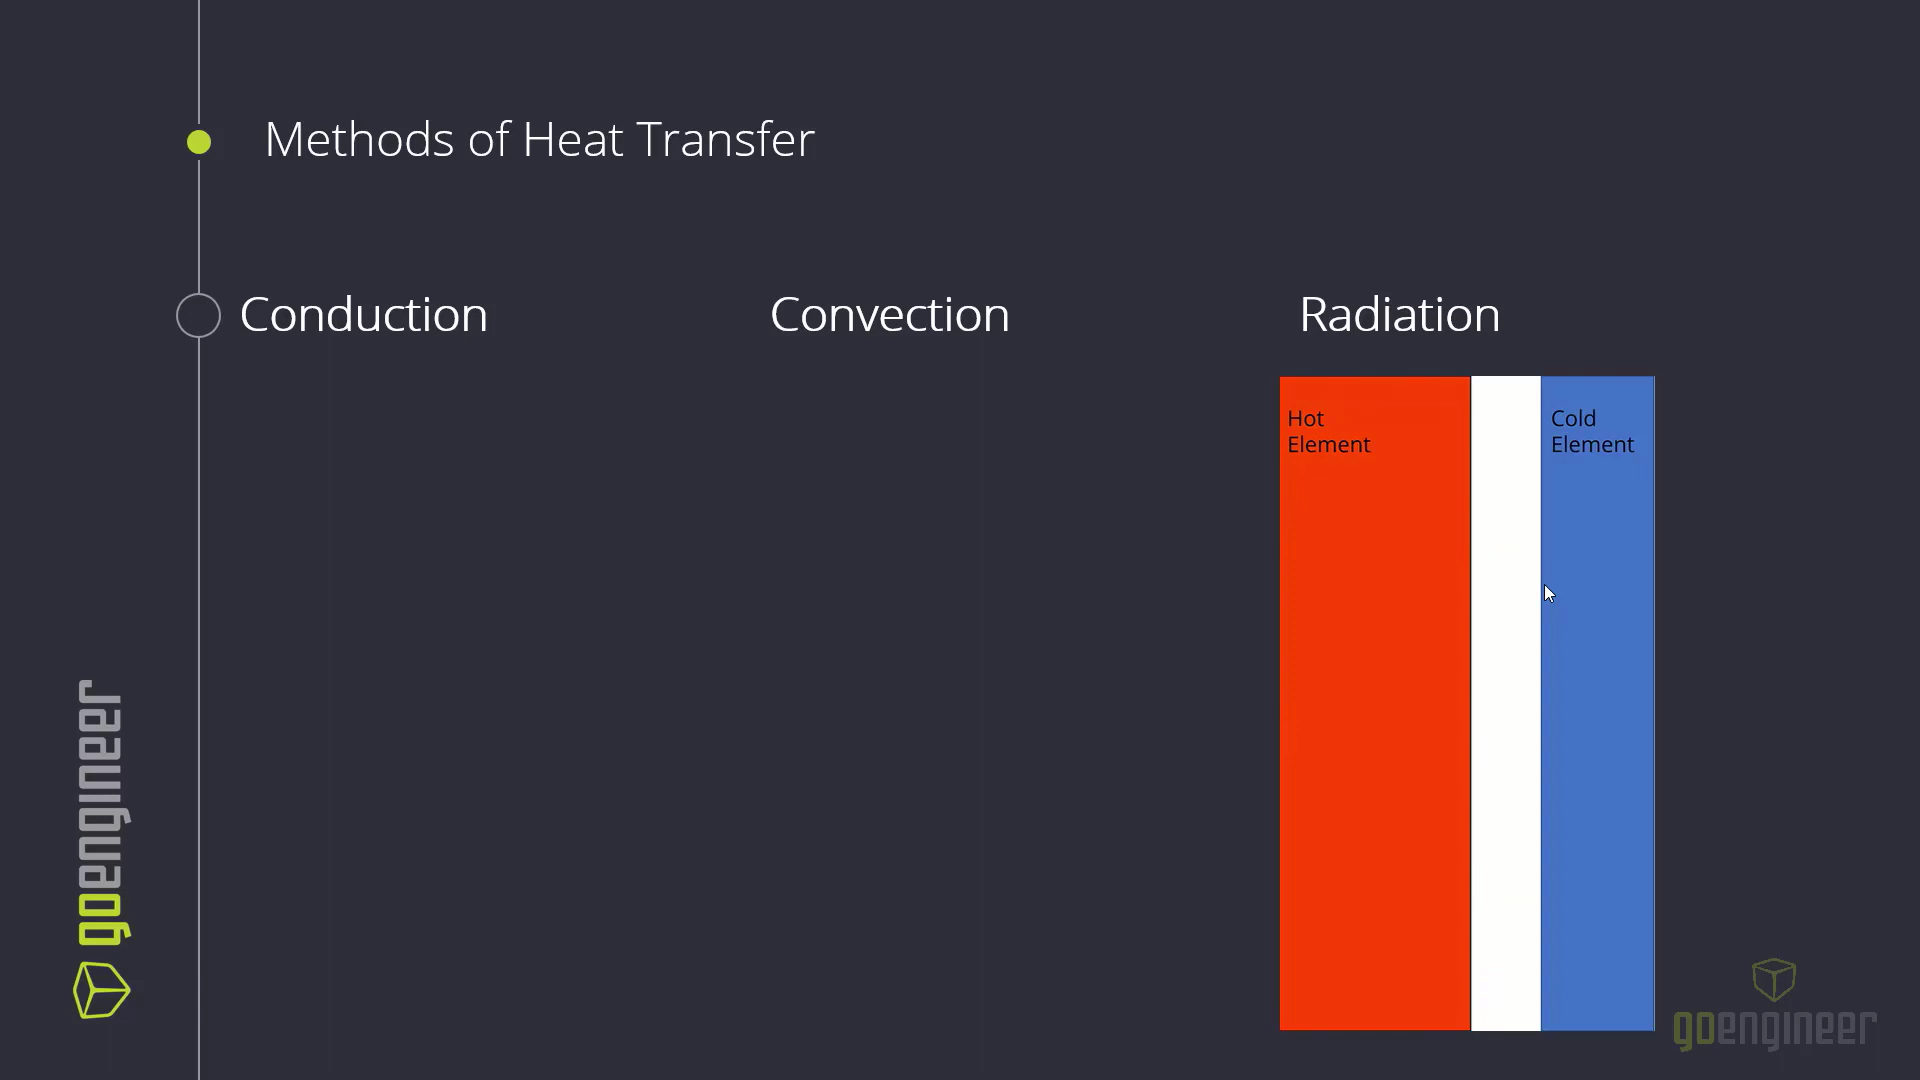 Methods of Heat Transfer
Conduction
Convection
Radiation
Hot
Element
Cold
Element
goengineer
goengineer